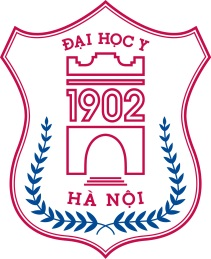 ĐẠI HỌC Y
1902
HÀ NỘI